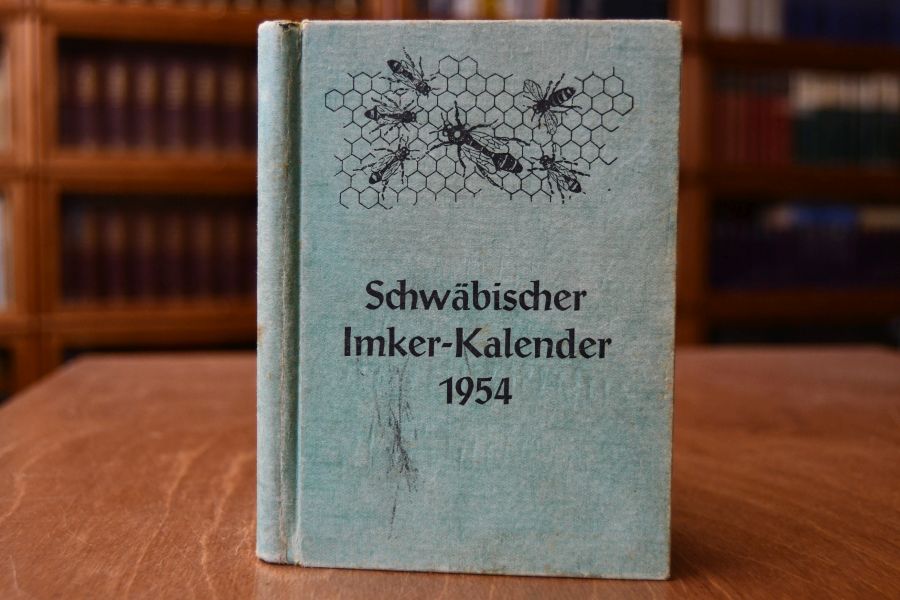 Schwäbischer
Imker-Kalender
1954